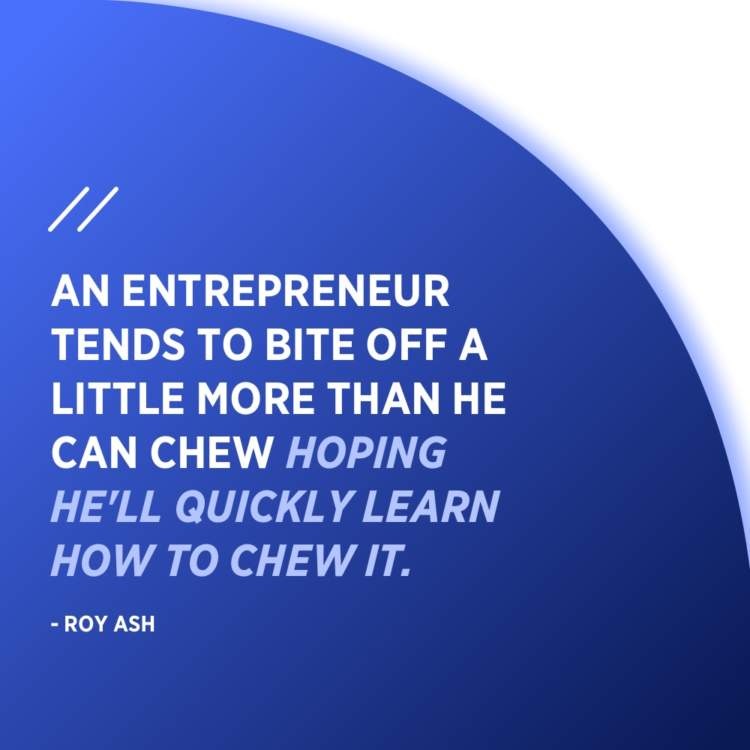 AN ENTREPRENEUR
TENDS TO BITE OFF A
LITTLE MORE THAN HE
CAN CHEW HOPING
HE'LL QUICKLY LEARN
HOW TO CHEW IT.
- ROY ASH